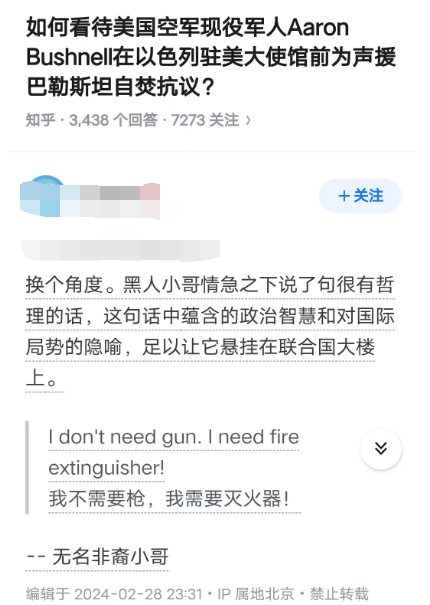 如何看待美国空军现役军人Aaron
Bushnell在以色列驻美大使馆前为声援
巴勒斯坦自焚抗议？
知乎 · 3,438 个回答 · 7273 关注 ›
＋关注
换个角度。黑人小哥情急之下说了句很有哲
理的话，这句话中蕴含的政治智慧和对国际
局势的隐喻，足以让它悬挂在联合国大楼
上。
I don't need gun. I need fire
extinguisher!
我不需要枪，我需要灭火器！
-- 无名非裔小哥
编辑于 2024-02-28 23:31 · IP 属地北京 · 禁止转载